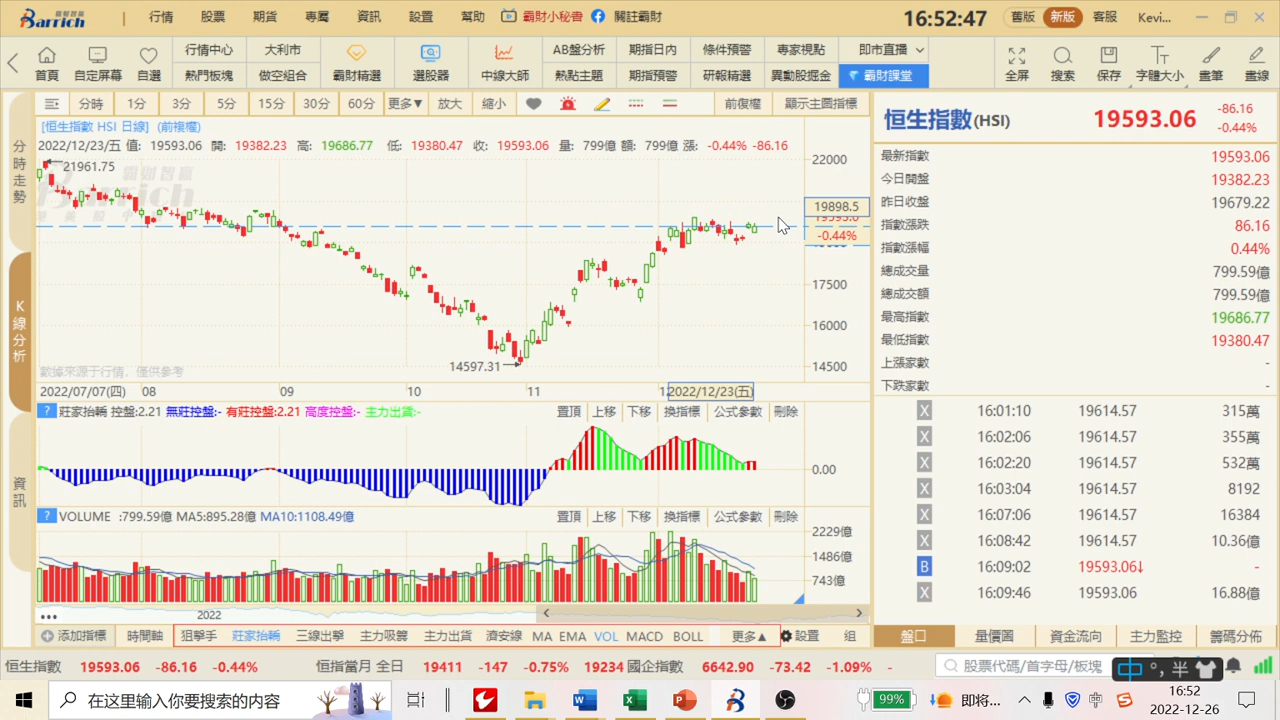 霸财智赢
Barrich
行情 股票 期货 專屬 資訊 設置 幫助 霸財小秘書 關註霸財
16:52:47
舊版 新版 客服 Kevi...
首頁 自定屏幕 自選
行情中心 大利市 AB盤分析 期指日内 條件預警 專家視點 即市直播
熱門板塊 做空組合 霸財精選 選股器 中線大師 熱點主題 期指預警 研報精選 異動股掘金 霸財課堂
全屏 搜索 保存 字體大小 畫筆 畫線
分時 1分 3分 5分 15分 30分 60分 更多▼ 放大 縮小 前復權 顯示主圖指標
分時走勢
K線分析
資訊
[恒生指數 HSI 日線] (前複權)
2022/12/23/五 值: 19593.06 開: 19382.23 高: 19686.77 低: 19380.47 收: 19593.06 量: 799億 額: 799億 漲: -0.44% -86.16
21961.75
Barrich
22000
19898.5
-0.44%
17500
16000
14597.31
14500
數據來源于行情，僅供參考
2022/07/07(四) 08 09 10 11 2022/12/23(五)
? 莊家抬轎 控盤:2.21 無莊控盤:- 有莊控盤:2.21 高度控盤:- 主力出貨:-
置頂 上移 下移 換指標 公式參數 刪除
0.00
? VOLUME :799.59億 MA5:895.28億 MA10:1108.49億
置頂 上移 下移 換指標 公式參數 刪除
2229億
1486億
743億
2022
添加指標 時間軸 狙擊手 莊家抬轎 三線出擊 主力吸籌 主力出貨 濟安線 MA EMA VOL MACD BOLL 更多▲ 設置 組
恒生指數(HSI) 19593.06 -86.16
-0.44%
最新指數 19593.06
今日開盤 19382.23
昨日收盤 19679.22
指數漲跌 86.16
指數漲幅 0.44%
總成交量 799.59億
總成交額 799.59億
最高指數 19686.77
最低指數 19380.47
上漲家數 -
下跌家數 -
X 16:01:10 19614.57 315萬
X 16:02:06 19614.57 355萬
X 16:02:20 19614.57 532萬
X 16:03:04 19614.57 8192
X 16:07:06 19614.57 16384
X 16:08:42 19614.57 10.36億
B 16:09:02 19593.06↓ -
X 16:09:46 19593.06 16.88億
盤口 量價圖 資金流向 主力監控 籌碼分佈
恒生指數 19593.06 -86.16 -0.44% 恒指當月 全日 19411 -147 -0.75% 19234 國企指數 6642.90 -73.42 -1.09% -
股票代碼/首字母/板塊
中 °, 半
在这里输入你要搜索的内容
99%
即将...
中
16:52
2022-12-26